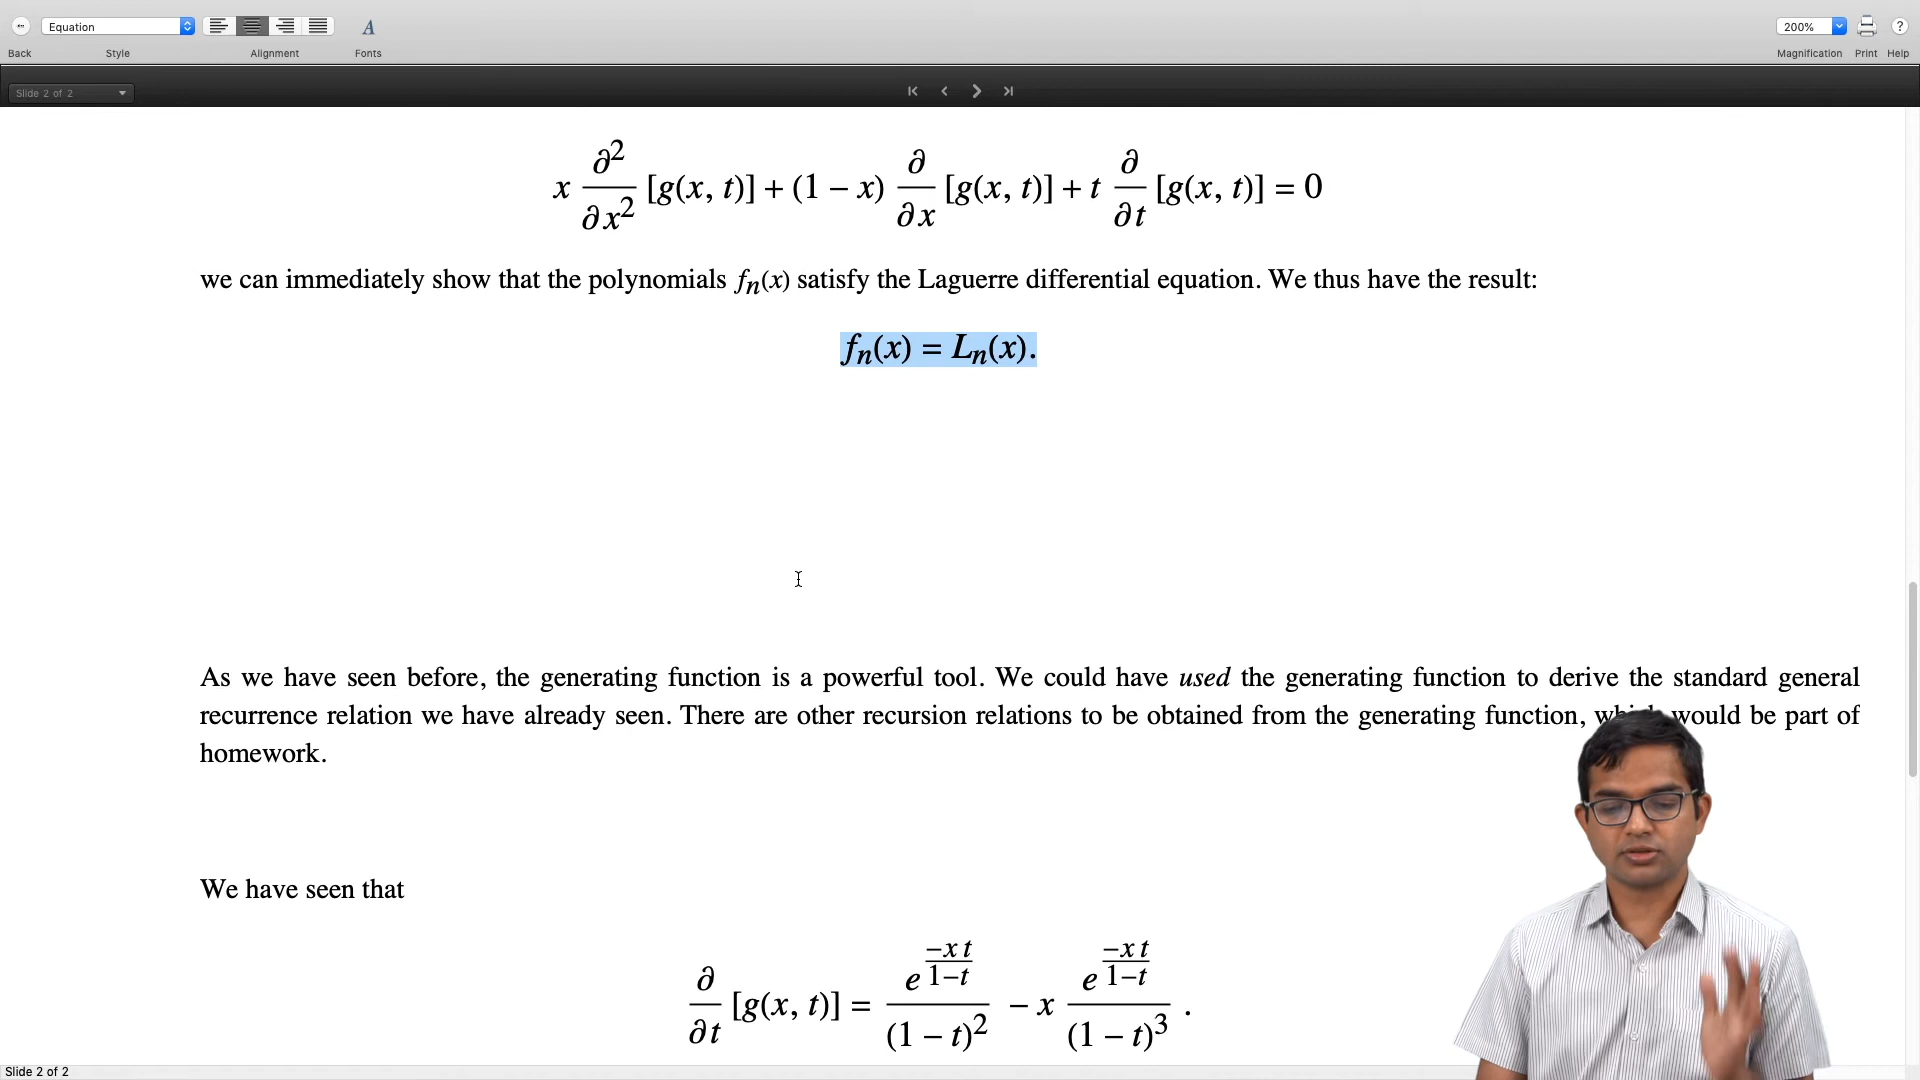 Equation
200%
Back Style Alignment Fonts Magnification Print Help
Slide 2 of 2
x ∂²/∂x² [g(x, t)] + (1 − x) ∂/∂x [g(x, t)] + t ∂/∂t [g(x, t)] = 0
we can immediately show that the polynomials fₙ(x) satisfy the Laguerre differential equation. We thus have the result:
fₙ(x) = Lₙ(x).
As we have seen before, the generating function is a powerful tool. We could have used the generating function to derive the standard general
recurrence relation we have already seen. There are other recursion relations to be obtained from the generating function, which would be part of
homework.
We have seen that
∂/∂t [g(x, t)] = e^(−x t/(1−t))/(1 − t)² − x e^(−x t/(1−t))/(1 − t)³ .
Slide 2 of 2